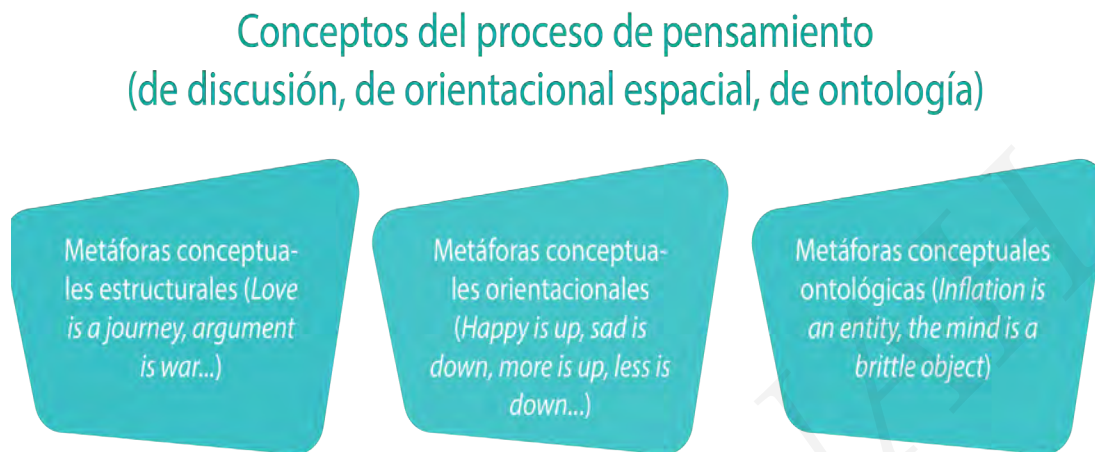 Conceptos del proceso de pensamiento
(de discusión, de orientacional espacial, de ontología)
Metáforas conceptua-
les estructurales (Love
is a journey, argument
is war...)
Metáforas conceptua-
les orientacionales
(Happy is up, sad is
down, more is up, less is
down...)
Metáforas conceptuales
ontológicas (Inflation is
an entity, the mind is a
brittle object)